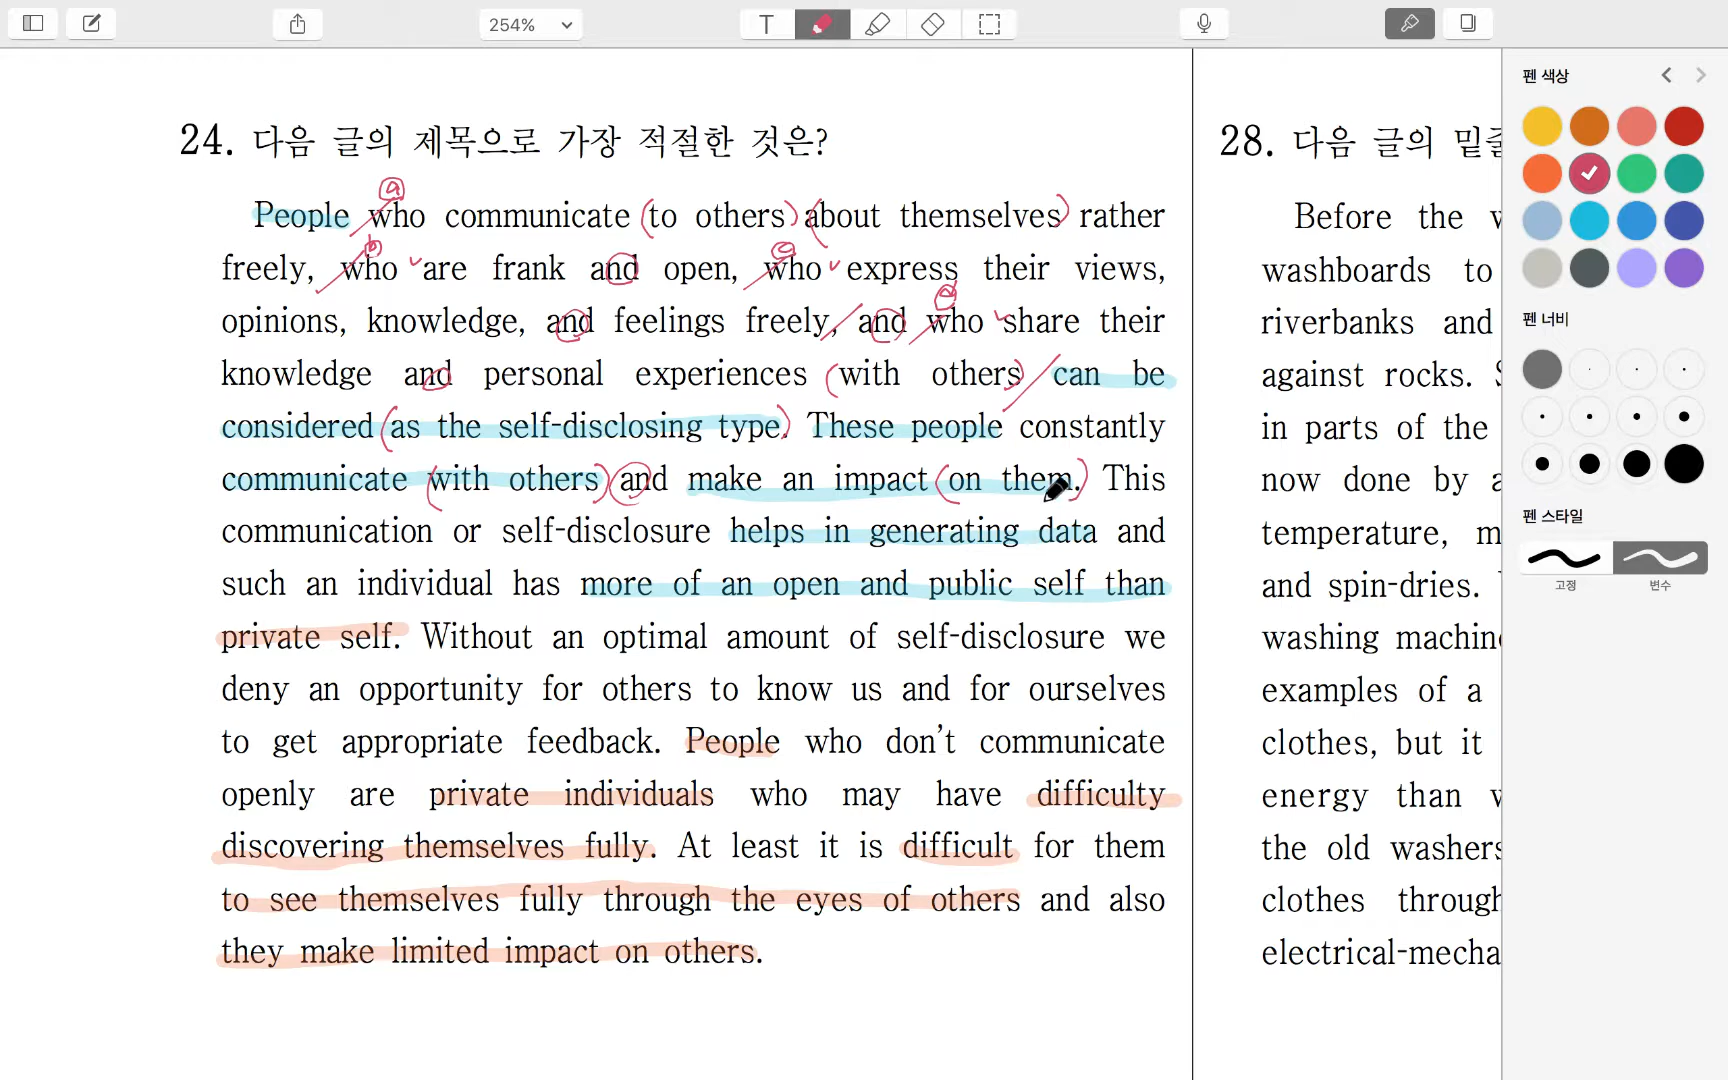 254%
T
24. 다음 글의 제목으로 가장 적절한 것은?
People who communicate to others about themselves rather
freely, who are frank and open, who express their views,
opinions, knowledge, and feelings freely, and who share their
knowledge and personal experiences with others can be
considered as the self-disclosing type. These people constantly
communicate with others and make an impact on them. This
communication or self-disclosure helps in generating data and
such an individual has more of an open and public self than
private self. Without an optimal amount of self-disclosure we
deny an opportunity for others to know us and for ourselves
to get appropriate feedback. People who don't communicate
openly are private individuals who may have difficulty
discovering themselves fully. At least it is difficult for them
to see themselves fully through the eyes of others and also
they make limited impact on others.
ⓐ
ⓑ
28. 다음 글의 밑줄
Before the w
washboards to
riverbanks and
against rocks. S
in parts of the
now done by a
temperature, m
and spin-dries.
washing machine
examples of a
clothes, but it
energy than w
the old washers
clothes through
electrical-mecha
펜 색상
펜 너비
펜 스타일
고정
변수